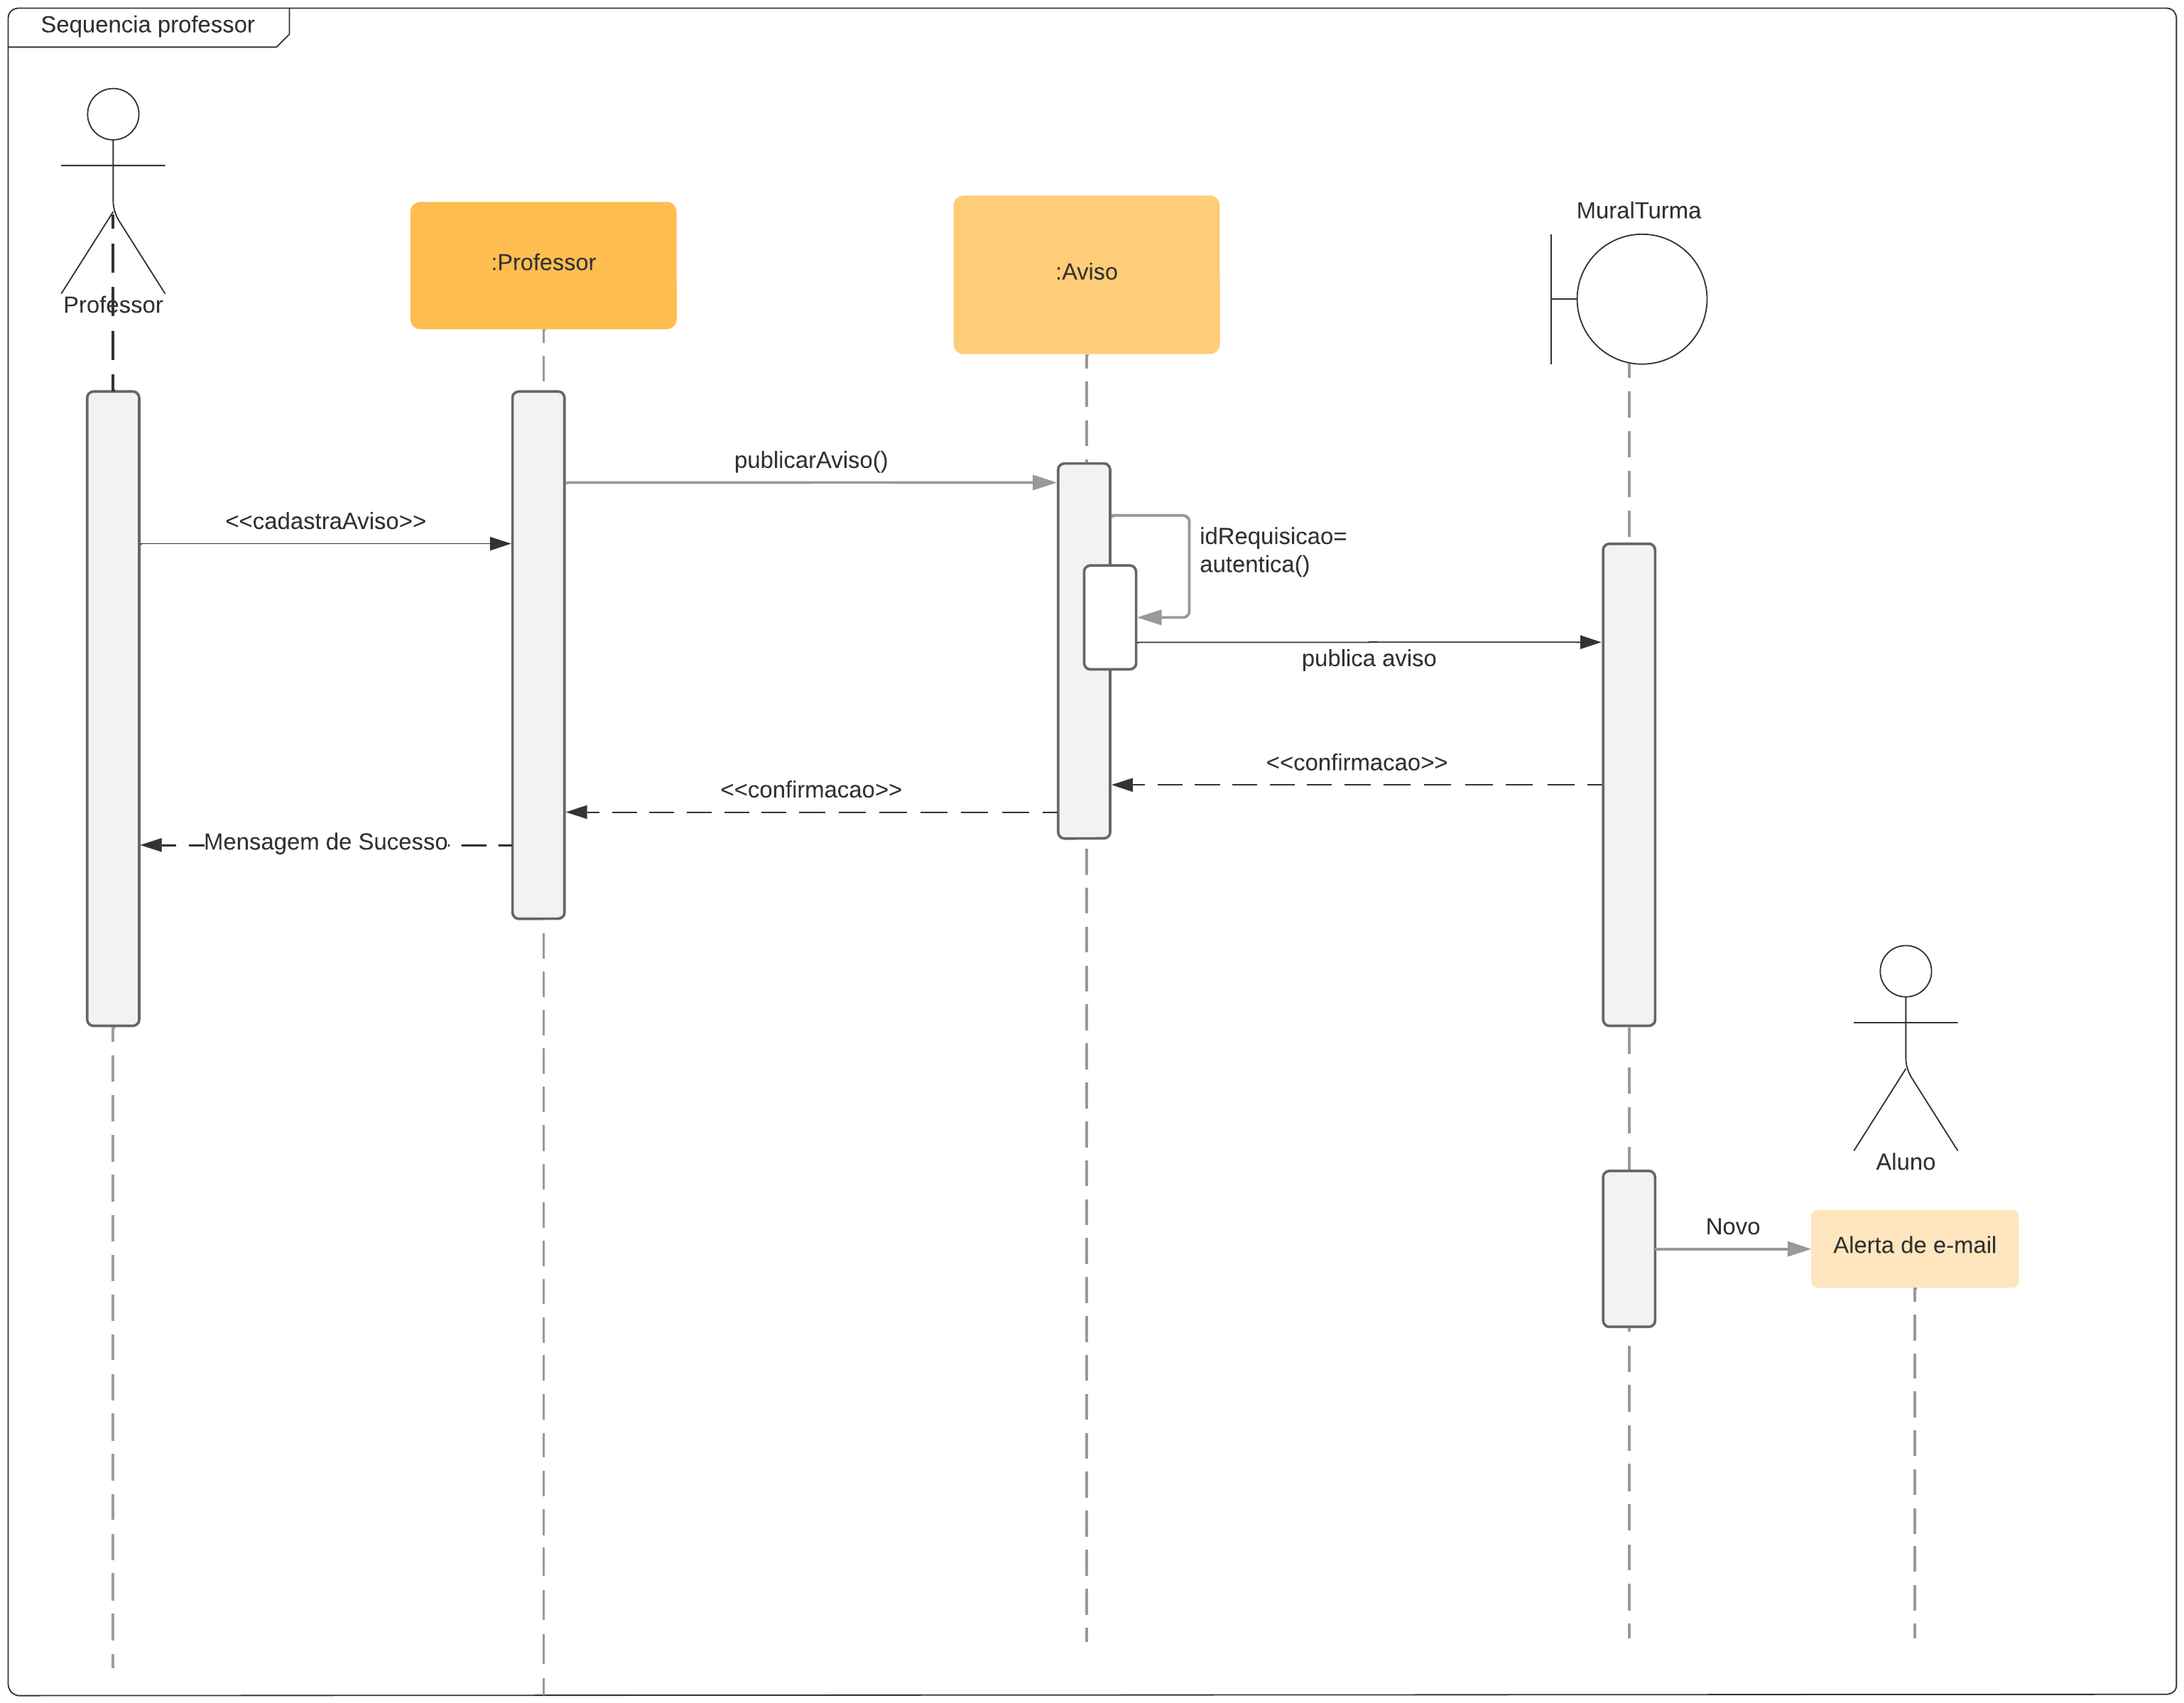 Sequencia professor
Professor
:Professor
:Aviso
MuralTurma
publicarAviso()
<<cadastraAviso>>
idRequisicao=
autentica()
publica aviso
<<confirmacao>>
<<confirmacao>>
Mensagem de Sucesso
Aluno
Novo
Alerta de e-mail